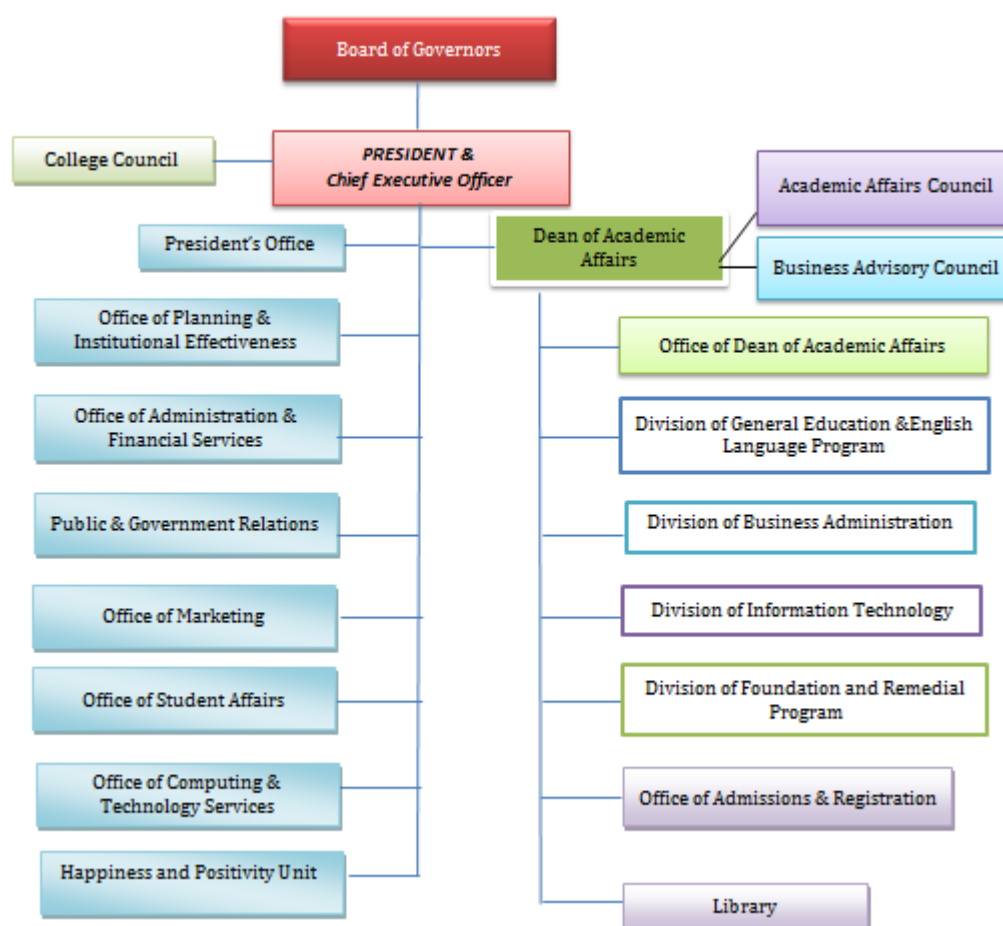 Board of Governors
College Council
PRESIDENT &
Chief Executive Officer
Academic Affairs Council
President's Office
Dean of Academic
Affairs
Business Advisory Council
Office of Planning &
Institutional Effectiveness
Office of Dean of Academic Affairs
Office of Administration &
Financial Services
Division of General Education &English
Language Program
Public & Government Relations
Division of Business Administration
Office of Marketing
Division of Information Technology
Office of Student Affairs
Division of Foundation and Remedial
Program
Office of Computing &
Technology Services
Office of Admissions & Registration
Happiness and Positivity Unit
Library